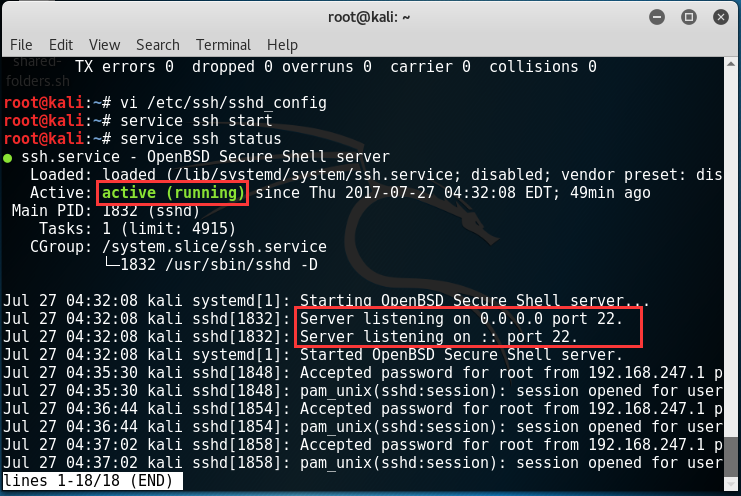 root@kali: ~
File Edit View Search Terminal Help
shared-
folders.sh
TX errors 0  dropped 0 overruns 0  carrier 0  collisions 0
root@kali:~# vi /etc/ssh/sshd_config
root@kali:~# service ssh start
root@kali:~# service ssh status
● ssh.service - OpenBSD Secure Shell server
Loaded: loaded (/lib/systemd/system/ssh.service; disabled; vendor preset: dis
Active: active (running) since Thu 2017-07-27 04:32:08 EDT; 49min ago
Main PID: 1832 (sshd)
Tasks: 1 (limit: 4915)
CGroup: /system.slice/ssh.service
└─1832 /usr/sbin/sshd -D
Jul 27 04:32:08 kali systemd[1]: Starting OpenBSD Secure Shell server...
Jul 27 04:32:08 kali sshd[1832]: Server listening on 0.0.0.0 port 22.
Jul 27 04:32:08 kali sshd[1832]: Server listening on :: port 22.
Jul 27 04:32:08 kali systemd[1]: Started OpenBSD Secure Shell server.
Jul 27 04:35:30 kali sshd[1848]: Accepted password for root from 192.168.247.1 p
Jul 27 04:35:30 kali sshd[1848]: pam_unix(sshd:session): session opened for user
Jul 27 04:36:44 kali sshd[1854]: Accepted password for root from 192.168.247.1 p
Jul 27 04:36:44 kali sshd[1854]: pam_unix(sshd:session): session opened for user
Jul 27 04:37:02 kali sshd[1858]: Accepted password for root from 192.168.247.1 p
Jul 27 04:37:02 kali sshd[1858]: pam_unix(sshd:session): session opened for user
lines 1-18/18 (END)